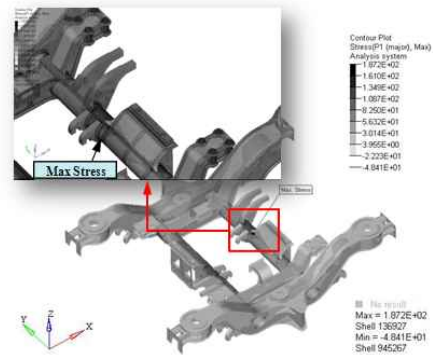 Contour Plot
Stress(P1 (major), Max)
Analysis system
1.872E+02
1.610E+02
1.349E+02
1.087E+02
8.250E+01
5.632E+01
3.014E+01
3.955E+00
-2.223E+01
-4.841E+01
Max Stress
Max. Stress
Z
Y
X
No result
Max = 1.872E+02
Shell 136927
Min = -4.841E+01
Shell 945267